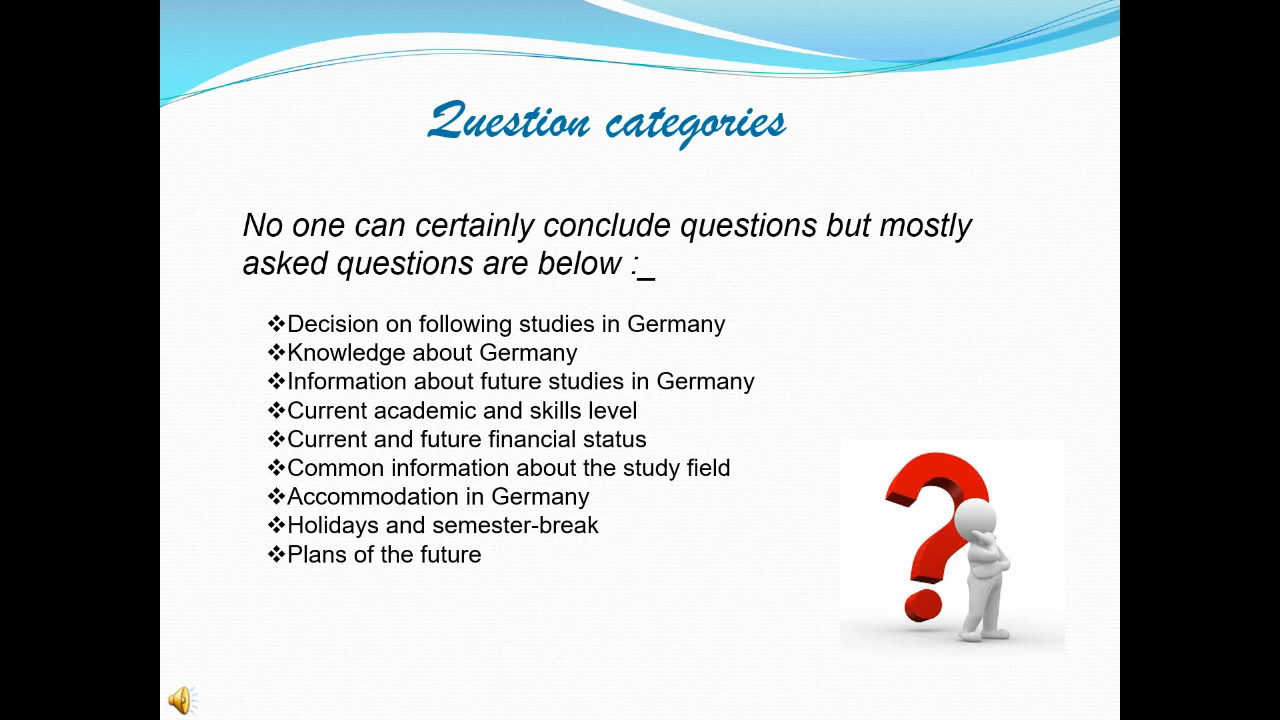 Question categories
No one can certainly conclude questions but mostly
asked questions are below :_
❖Decision on following studies in Germany
❖Knowledge about Germany
❖Information about future studies in Germany
❖Current academic and skills level
❖Current and future financial status
❖Common information about the study field
❖Accommodation in Germany
❖Holidays and semester-break
❖Plans of the future